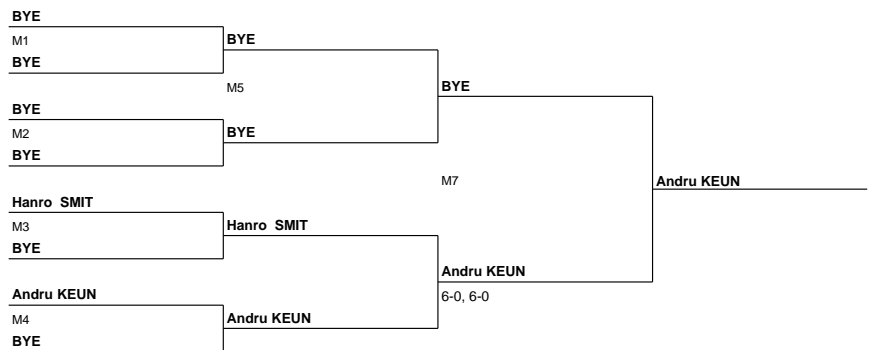 BYE
M1
BYE
BYE
M5
BYE
M2
BYE
BYE
BYE
M7
Andru KEUN
Hanro  SMIT
M3
BYE
Hanro  SMIT
Andru KEUN
6-0, 6-0
Andru KEUN
M4
BYE
Andru KEUN